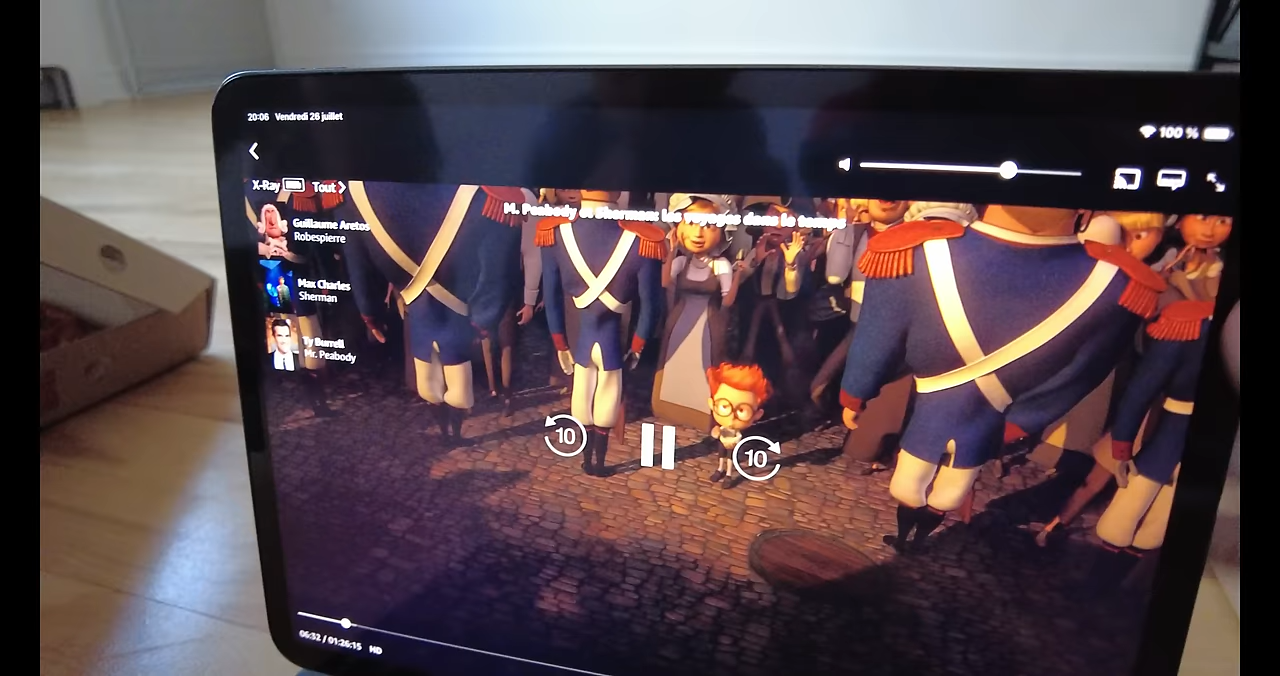 20:06 Vendredi 26 juillet
100 %
X-Ray Tout
M. Peabody et Sherman: les voyages dans le temps
Guillaume Aretos
Robespierre
Max Charles
Sherman
Ty Burrell
Mr. Peabody
10
10
06:32 / 01:26:15 HD